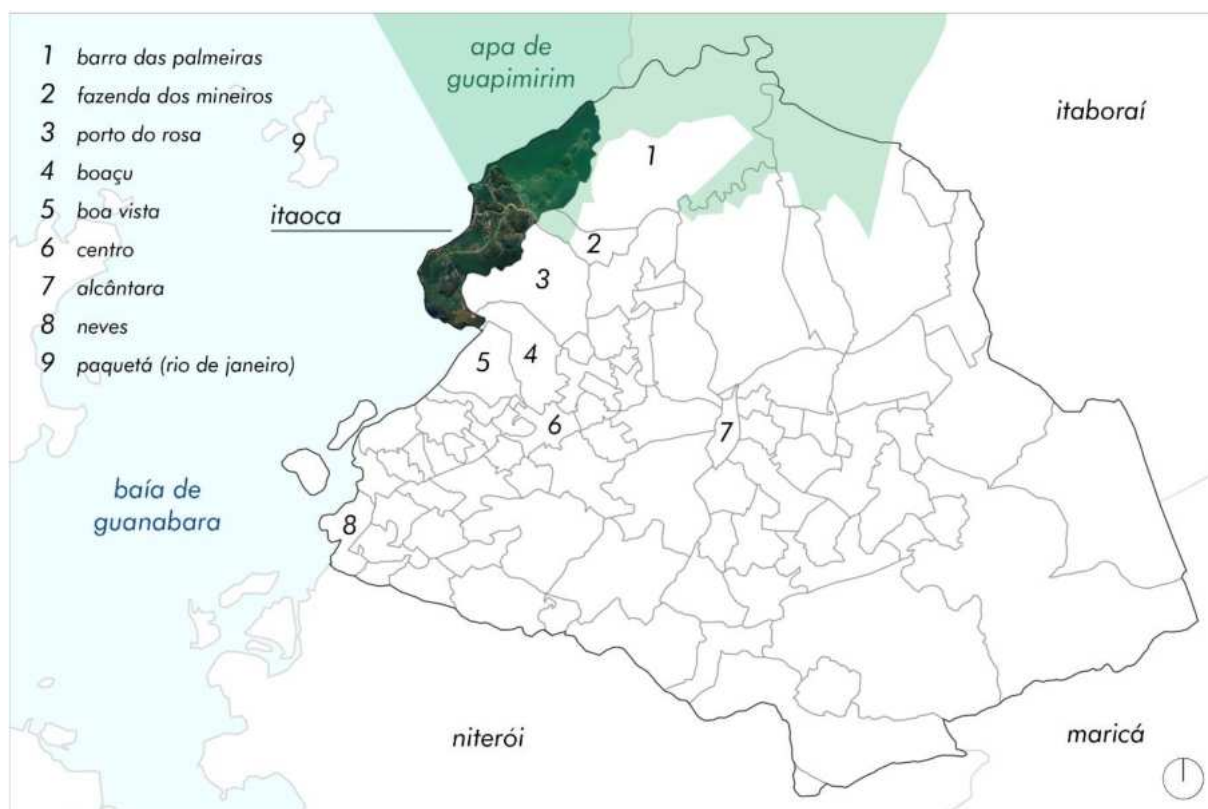 1 barra das palmeiras
2 fazenda dos mineiros
3 porto do rosa
4 boaçu
5 boa vista
6 centro
7 alcântara
8 neves
9 paquetá (rio de janeiro)
apa de
guapimirim
itaboraí
9
1
itaoca
2
3
5
4
6
7
baía de
guanabara
8
niterói
maricá